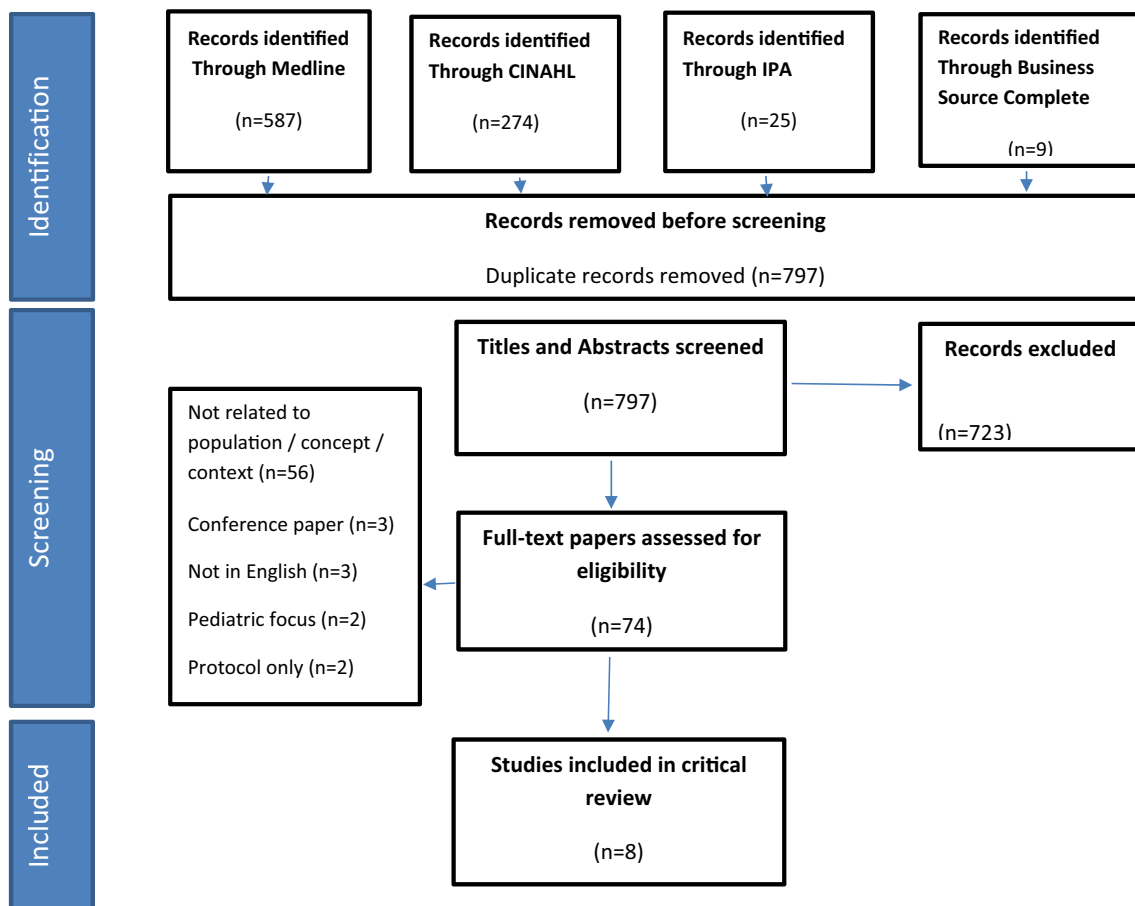 Identification
Records identified
Through Medline
(n=587)
Records identified
Through CINAHL
(n=274)
Records identified
Through IPA
(n=25)
Records identified
Through Business
Source Complete
(n=9)
Records removed before screening
Duplicate records removed (n=797)
Screening
Titles and Abstracts screened
(n=797)
Records excluded
(n=723)
Not related to
population / concept /
context (n=56)
Conference paper (n=3)
Not in English (n=3)
Pediatric focus (n=2)
Protocol only (n=2)
Full-text papers assessed for
eligibility
(n=74)
Included
Studies included in critical
review
(n=8)